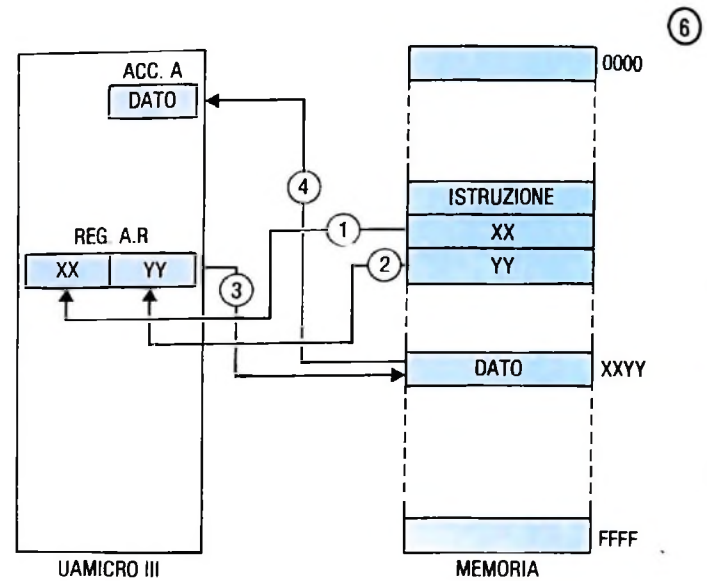 6
ACC. A
DATO
0000
4
ISTRUZIONE
1
XX
REG. A.R
XX YY
2
YY
3
DATO
XXYY
FFFF
UAMICRO III
MEMORIA